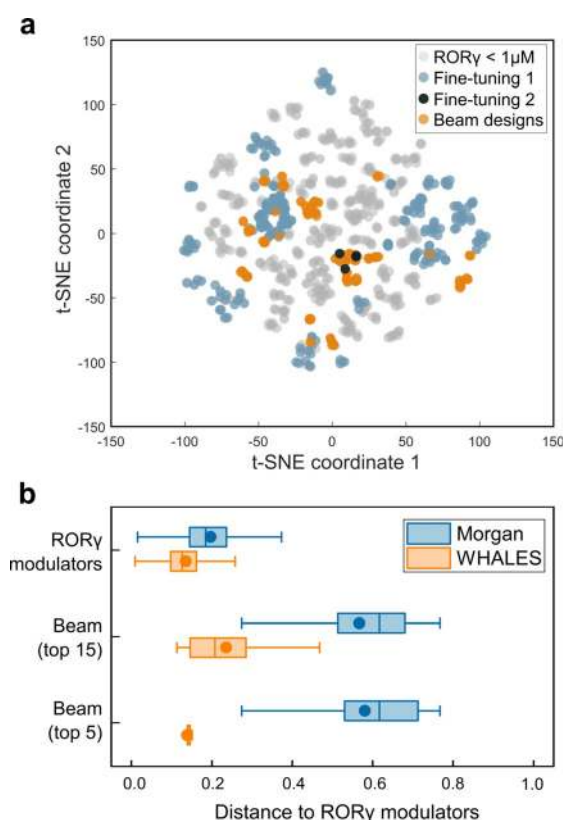 a
150
100
50
0
-50
-100
-150
-150 -100 -50 0 50 100 150
t-SNE coordinate 2
t-SNE coordinate 1
RORγ < 1μM
Fine-tuning 1
Fine-tuning 2
Beam designs
b
RORγ
modulators
Beam
(top 15)
Beam
(top 5)
Morgan
WHALES
0.0 0.2 0.4 0.6 0.8 1.0
Distance to RORγ modulators